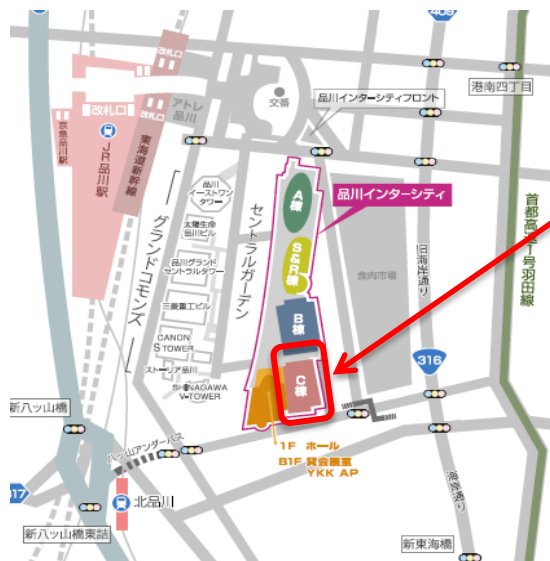 409
改札口
港南四丁目
交番
品川インターシティフロント
アトレ
品川
改札口
京急品川駅
JR品川駅
東海道新幹線
品川
イーストワン
タワー
A棟
品川インターシティ
太陽生命
品川ビル
セントラルガーデン
グランドコモンズ
S&R棟
品川グランド
セントラルタワー
食肉市場
旧海岸通り
首都高速1号羽田線
三菱重工ビル
B棟
CANON
S TOWER
316
ストーリア品川
C棟
SHINAGAWA
V-TOWER
新八ッ山橋
八ッ山アンダーパス
1F ホール
B1F 貸会議室
YKK AP
海岸通り
317
北品川
新八ツ山橋東詰
新東海橋